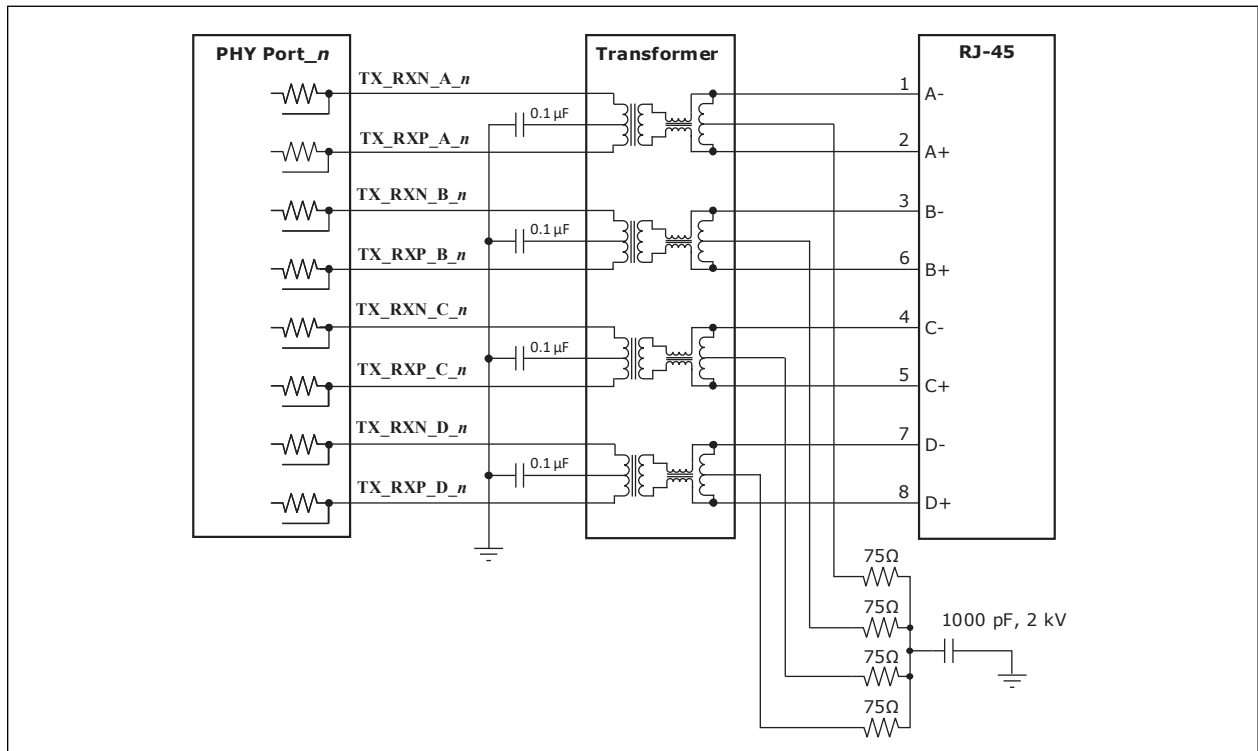 PHY Port_n
Transformer
RJ-45
TX_RXN_A_n
0.1 µF
TX_RXP_A_n
1
A-
2
A+
TX_RXN_B_n
0.1 µF
TX_RXP_B_n
3
B-
6
B+
TX_RXN_C_n
0.1 µF
TX_RXP_C_n
4
C-
5
C+
TX_RXN_D_n
0.1 µF
TX_RXP_D_n
7
D-
8
D+
75Ω
75Ω
75Ω
75Ω
1000 pF, 2 kV